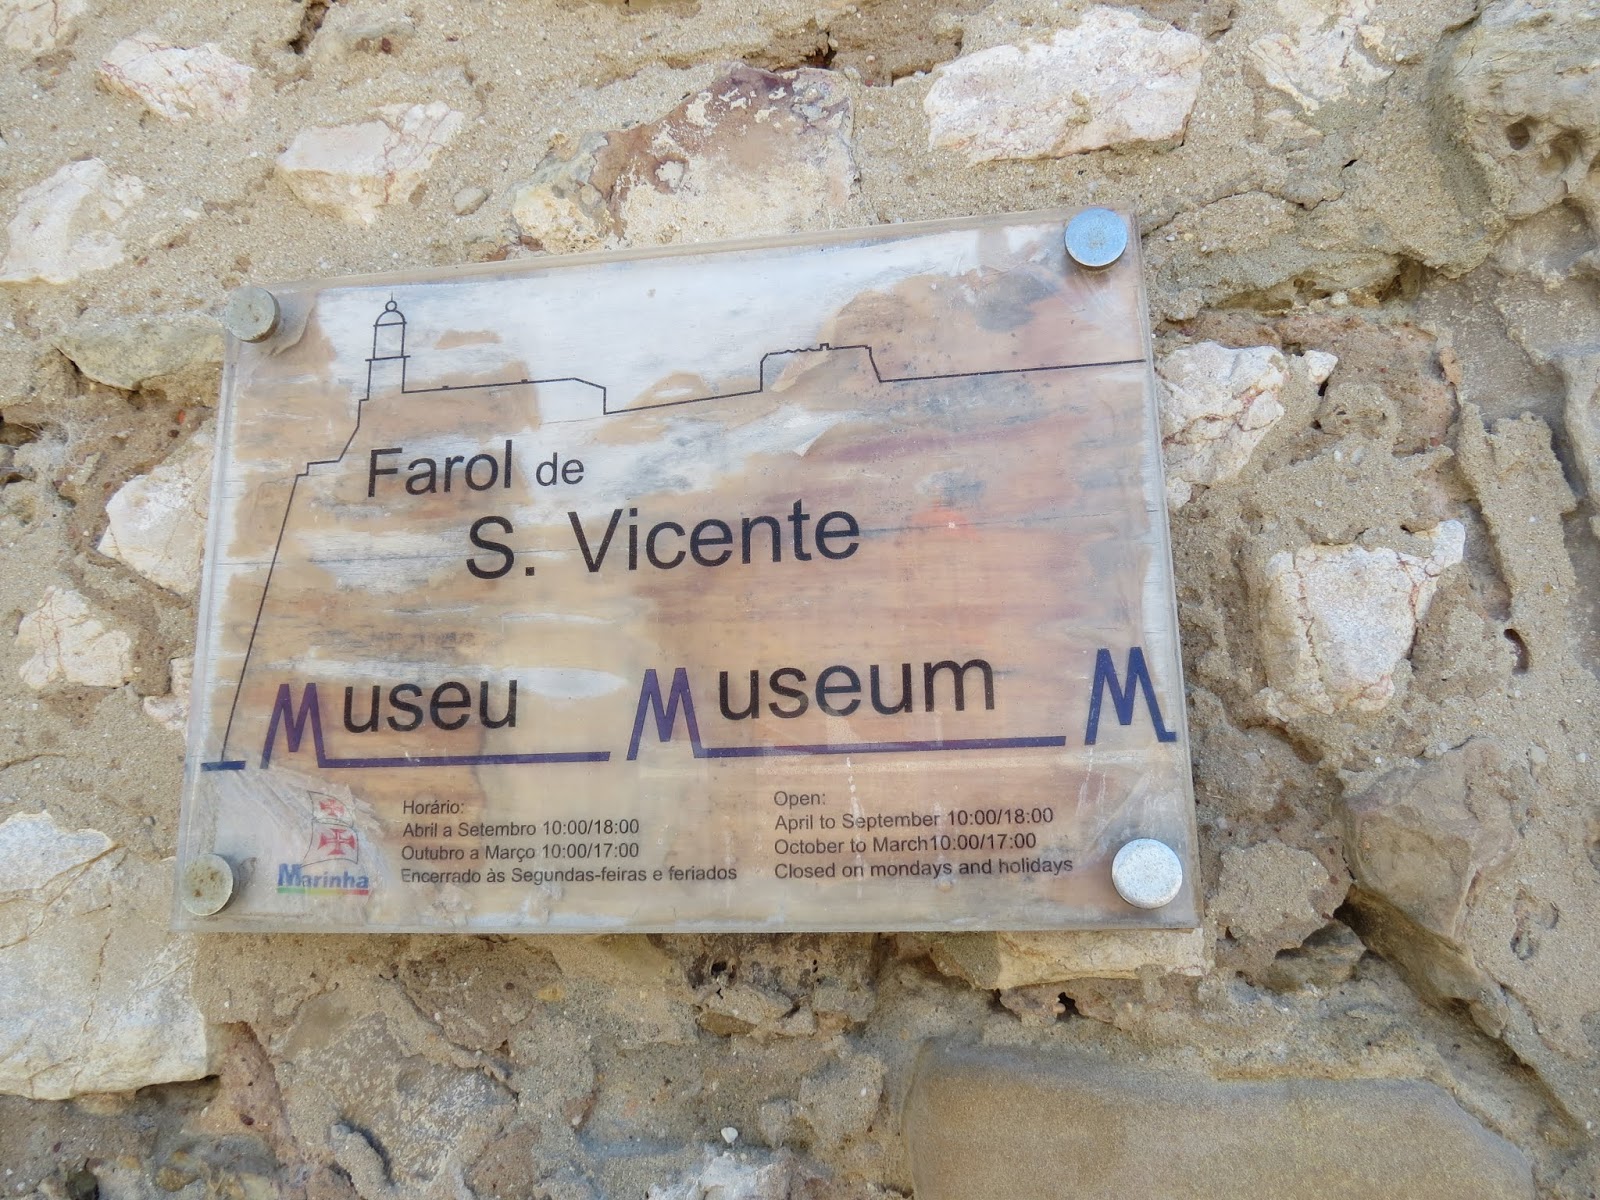 Farol de
S. Vicente
Museu Museum M
Marinha
Horário:
Abril a Setembro 10:00/18:00
Outubro a Março 10:00/17:00
Encerrado às Segundas-feiras e feriados
Open:
April to September 10:00/18:00
October to March10:00/17:00
Closed on mondays and holidays